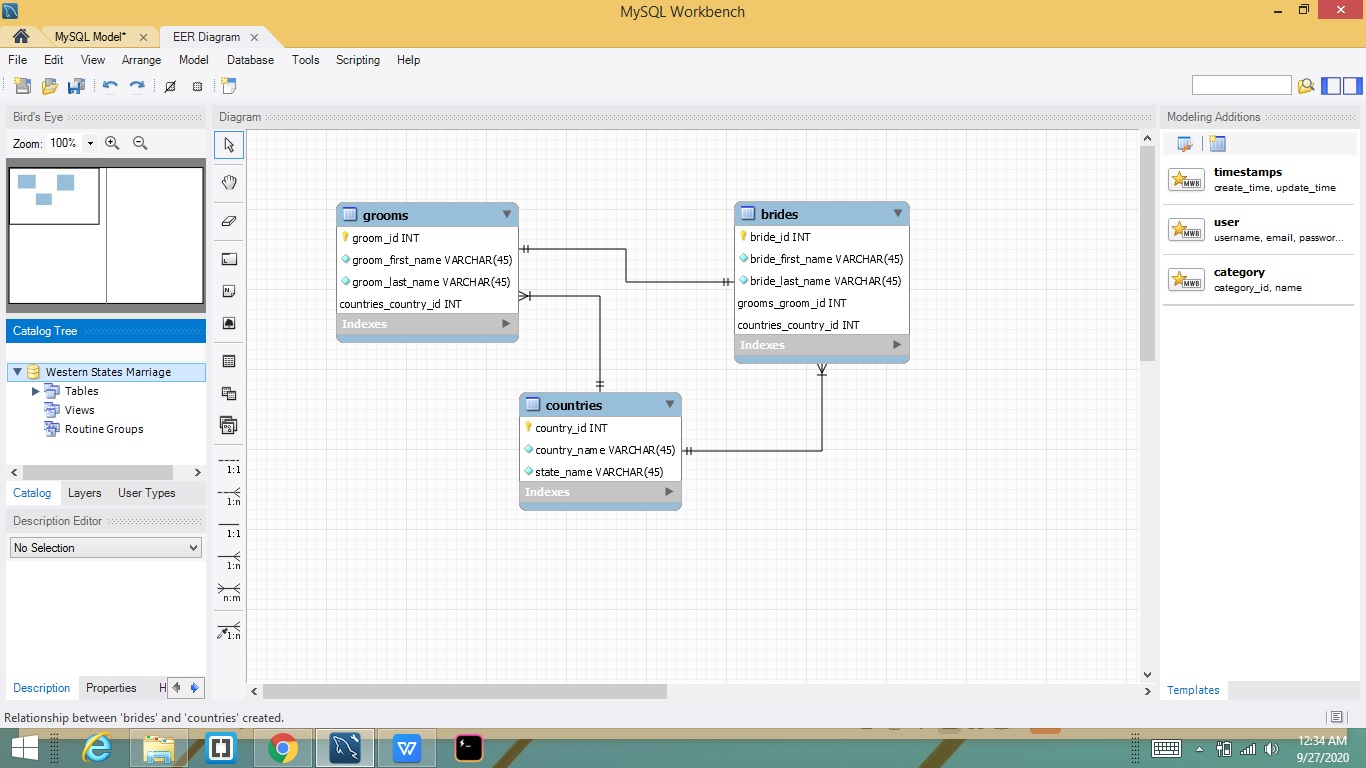 MySQL Workbench
MySQL Model*
EER Diagram
File Edit View Arrange Model Database Tools Scripting Help
Bird's Eye
Zoom: 100%
Catalog Tree
Western States Marriage
Tables
Views
Routine Groups
Catalog Layers User Types
Description Editor
No Selection
Description Properties H
Diagram
1:1
1:n
1:1
1:n
n:m
1:n
grooms
groom_id INT
groom_first_name VARCHAR(45)
groom_last_name VARCHAR(45)
countries_country_id INT
Indexes
brides
bride_id INT
bride_first_name VARCHAR(45)
bride_last_name VARCHAR(45)
grooms_groom_id INT
countries_country_id INT
Indexes
countries
country_id INT
country_name VARCHAR(45)
state_name VARCHAR(45)
Indexes
Modeling Additions
timestamps
create_time, update_time
user
username, email, passwor...
category
category_id, name
Templates
Relationship between 'brides' and 'countries' created.
12:34 AM
9/27/2020